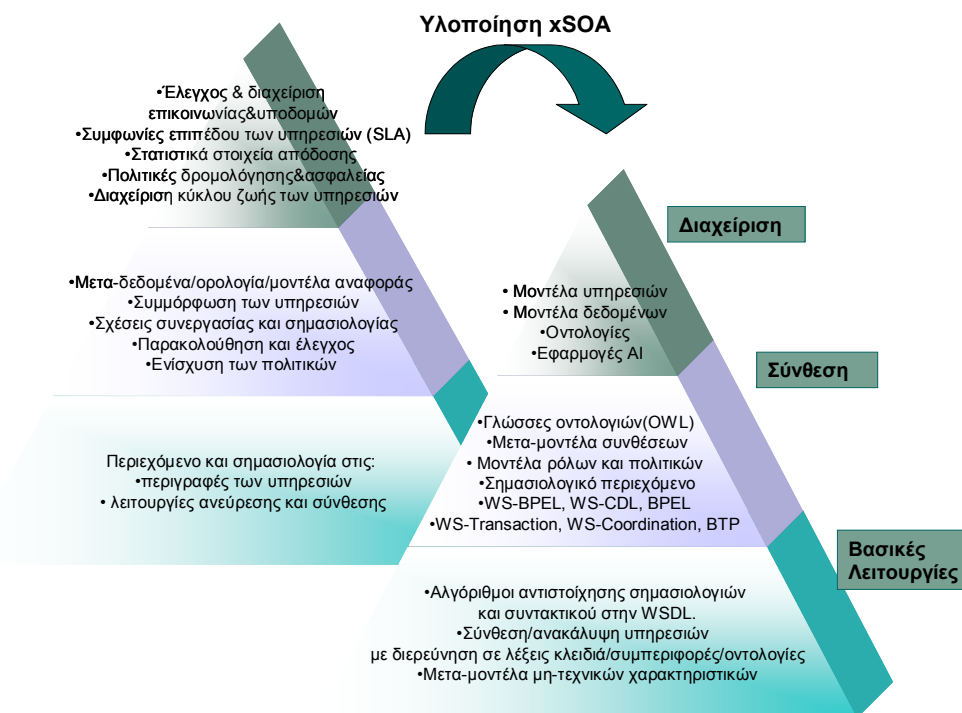 Υλοποίηση xSOA
•Έλεγχος & διαχείριση
επικοινωνίας&υποδομών
•Συμφωνίες επιπέδου των υπηρεσιών (SLA)
•Στατιστικά στοιχεία απόδοσης
•Πολιτικές δρομολόγησης&ασφαλείας
•Διαχείριση κύκλου ζωής των υπηρεσιών
•Μετα-δεδομένα/ορολογία/μοντέλα αναφοράς
•Συμμόρφωση των υπηρεσιών
•Σχέσεις συνεργασίας και σημασιολογίας
•Παρακολούθηση και έλεγχος
•Ενίσχυση των πολιτικών
Περιεχόμενο και σημασιολογία στις:
•περιγραφές των υπηρεσιών
• λειτουργίες ανεύρεσης και σύνθεσης
Διαχείριση
• Μοντέλα υπηρεσιών
• Μοντέλα δεδομένων
•Οντολογίες
•Εφαρμογές AI
Σύνθεση
•Γλώσσες οντολογιών(OWL)
•Μετα-μοντέλα συνθέσεων
• Μοντέλα ρόλων και πολιτικών
•Σημασιολογικό περιεχόμενο
•WS-BPEL, WS-CDL, BPEL
•WS-Transaction, WS-Coordination, BTP
Βασικές
Λειτουργίες
•Αλγόριθμοι αντιστοίχησης σημασιολογιών
και συντακτικού στην WSDL.
•Σύνθεση/ανακάλυψη υπηρεσιών
με διερεύνηση σε λέξεις κλειδιά/συμπεριφορές/οντολογίες
•Μετα-μοντέλα μη-τεχνικών χαρακτηριστικών